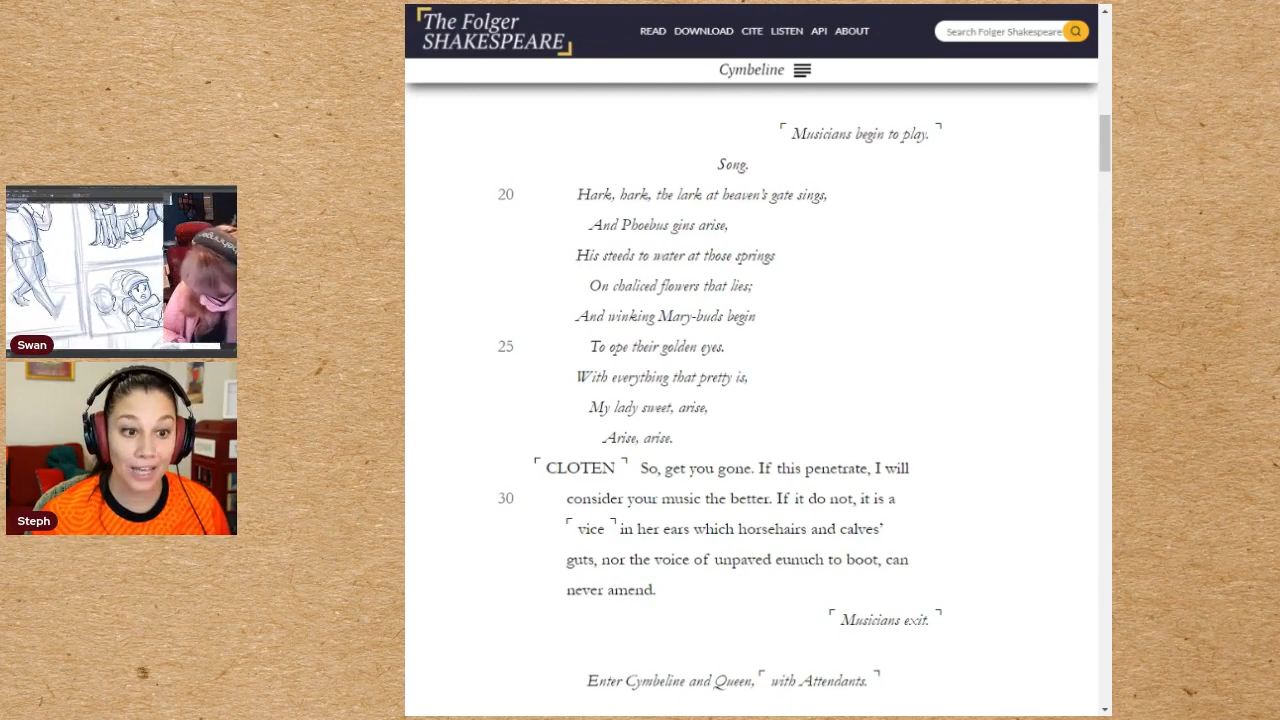 The Folger
SHAKESPEARE
READ DOWNLOAD CITE LISTEN API ABOUT
Search Folger Shakespeare
Cymbeline
Musicians begin to play.
Song.
20 Hark, hark, the lark at heaven's gate sings,
And Phoebus gins arise,
His steeds to water at those springs
On chaliced flowers that lies;
And winking Mary-buds begin
25 To ope their golden eyes.
With everything that pretty is,
My lady sweet, arise,
Arise, arise.
CLOTEN So, get you gone. If this penetrate, I will
30 consider your music the better. If it do not, it is a
vice in her ears which horsehairs and calves'
guts, nor the voice of unpaved eunuch to boot, can
never amend.
Musicians exit.
Enter Cymbeline and Queen, with Attendants.
Swan
Steph